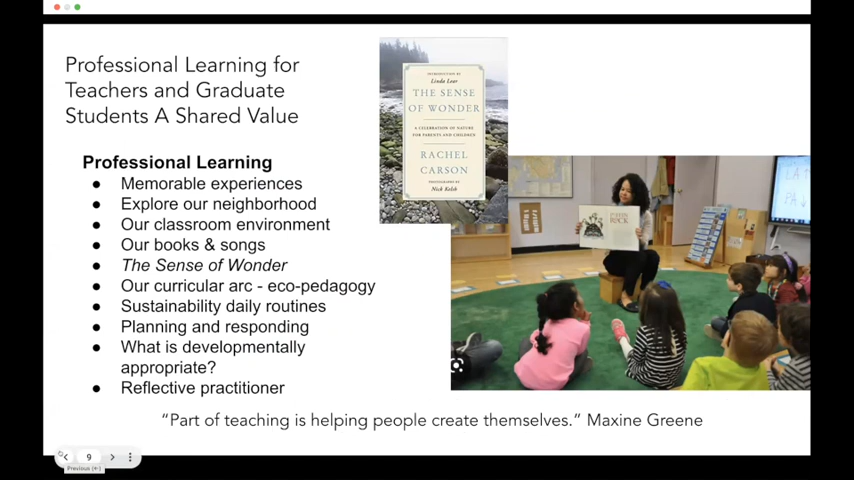 Professional Learning for
Teachers and Graduate
Students A Shared Value
Professional Learning
● Memorable experiences
● Explore our neighborhood
● Our classroom environment
● Our books & songs
● The Sense of Wonder
● Our curricular arc - eco-pedagogy
● Sustainability daily routines
● Planning and responding
● What is developmentally
appropriate?
● Reflective practitioner
INTRODUCTION BY
Linda Lear
THE SENSE
OF WONDER
A CELEBRATION OF NATURE
FOR PARENTS AND CHILDREN
RACHEL
CARSON
PHOTOGRAPHS BY
Nick Kelsh
ROCK
“Part of teaching is helping people create themselves.” Maxine Greene
9
Previous (←)